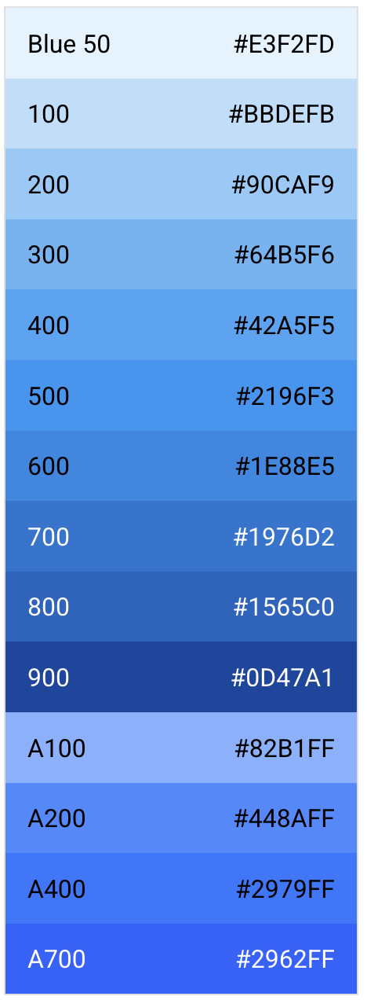 Blue 50 #E3F2FD
100 #BBDEFB
200 #90CAF9
300 #64B5F6
400 #42A5F5
500 #2196F3
600 #1E88E5
700 #1976D2
800 #1565C0
900 #0D47A1
A100 #82B1FF
A200 #448AFF
A400 #2979FF
A700 #2962FF